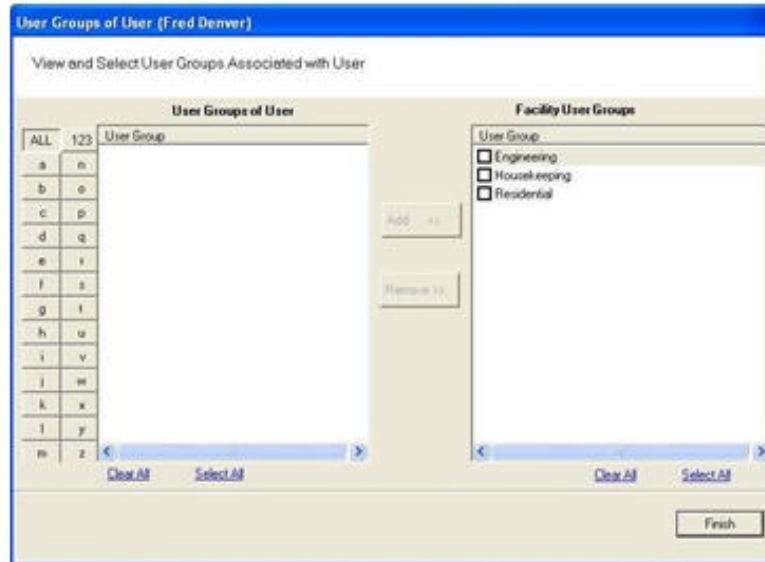 User Groups of User (Fred Denver)
View and Select User Groups Associated with User
User Groups of User
Facility User Groups
ALL 123 User Group
User Group
a n
b o
c p
d q
e r
f s
g t
h u
i v
j w
k x
l y
m z
Engineering
Housekeeping
Residential
Add <<
Remove >>
Clear All Select All
Clear All Select All
Finish